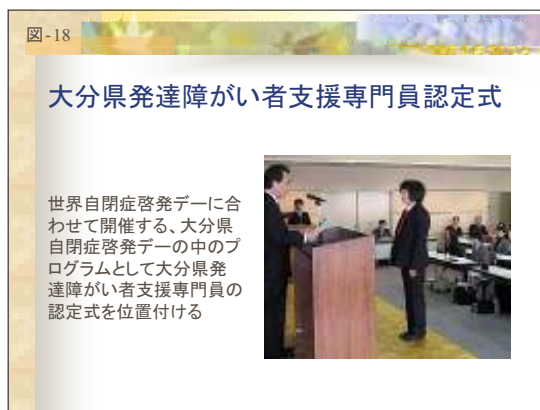 図-18
大分県発達障がい者支援専門員認定式
世界自閉症啓発デーに合
わせて開催する、大分県
自閉症啓発デーの中のプ
ログラムとして大分県発
達障がい者支援専門員の
認定式を位置付ける